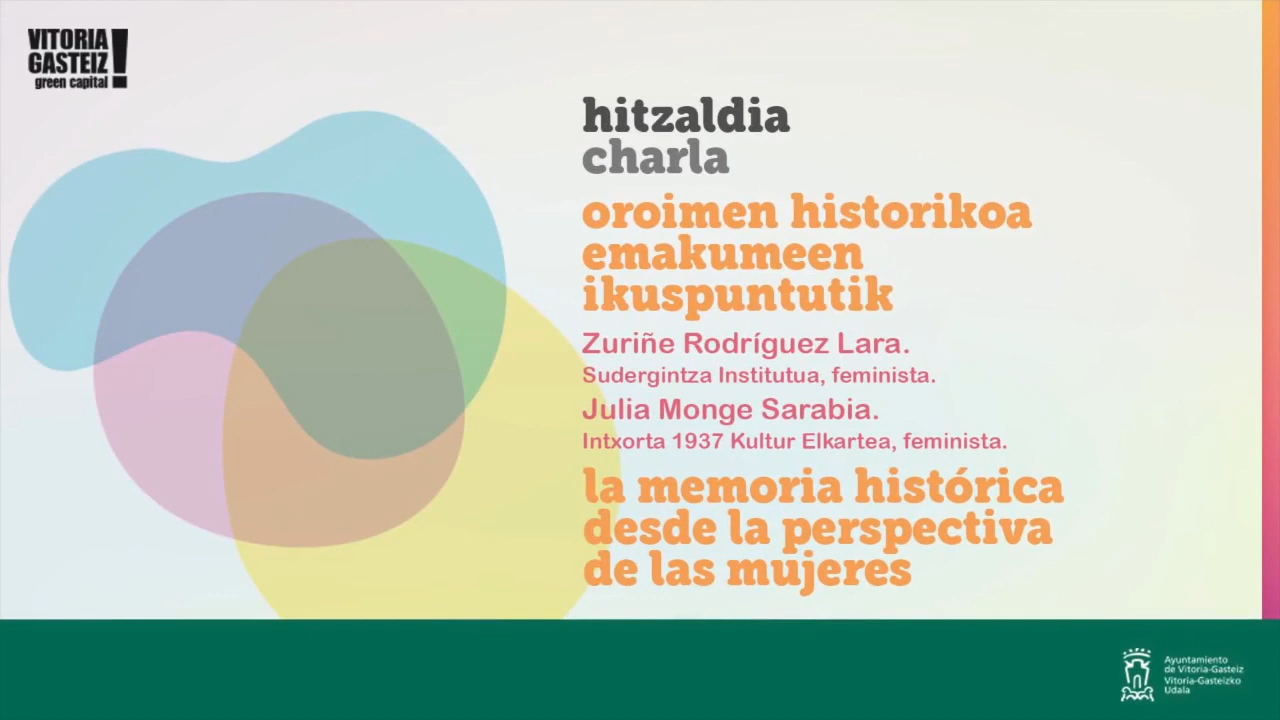 VITORIA
GASTEIZ!
green capital
hitzaldia
charla
oroimen historikoa
emakumeen
ikuspuntutik
Zuriñe Rodríguez Lara.
Sudergintza Institutua, feminista.
Julia Monge Sarabia.
Intxorta 1937 Kultur Elkartea, feminista.
la memoria histórica
desde la perspectiva
de las mujeres
Ayuntamiento
de Vitoria-Gasteiz
Vitoria-Gasteizko
Udala